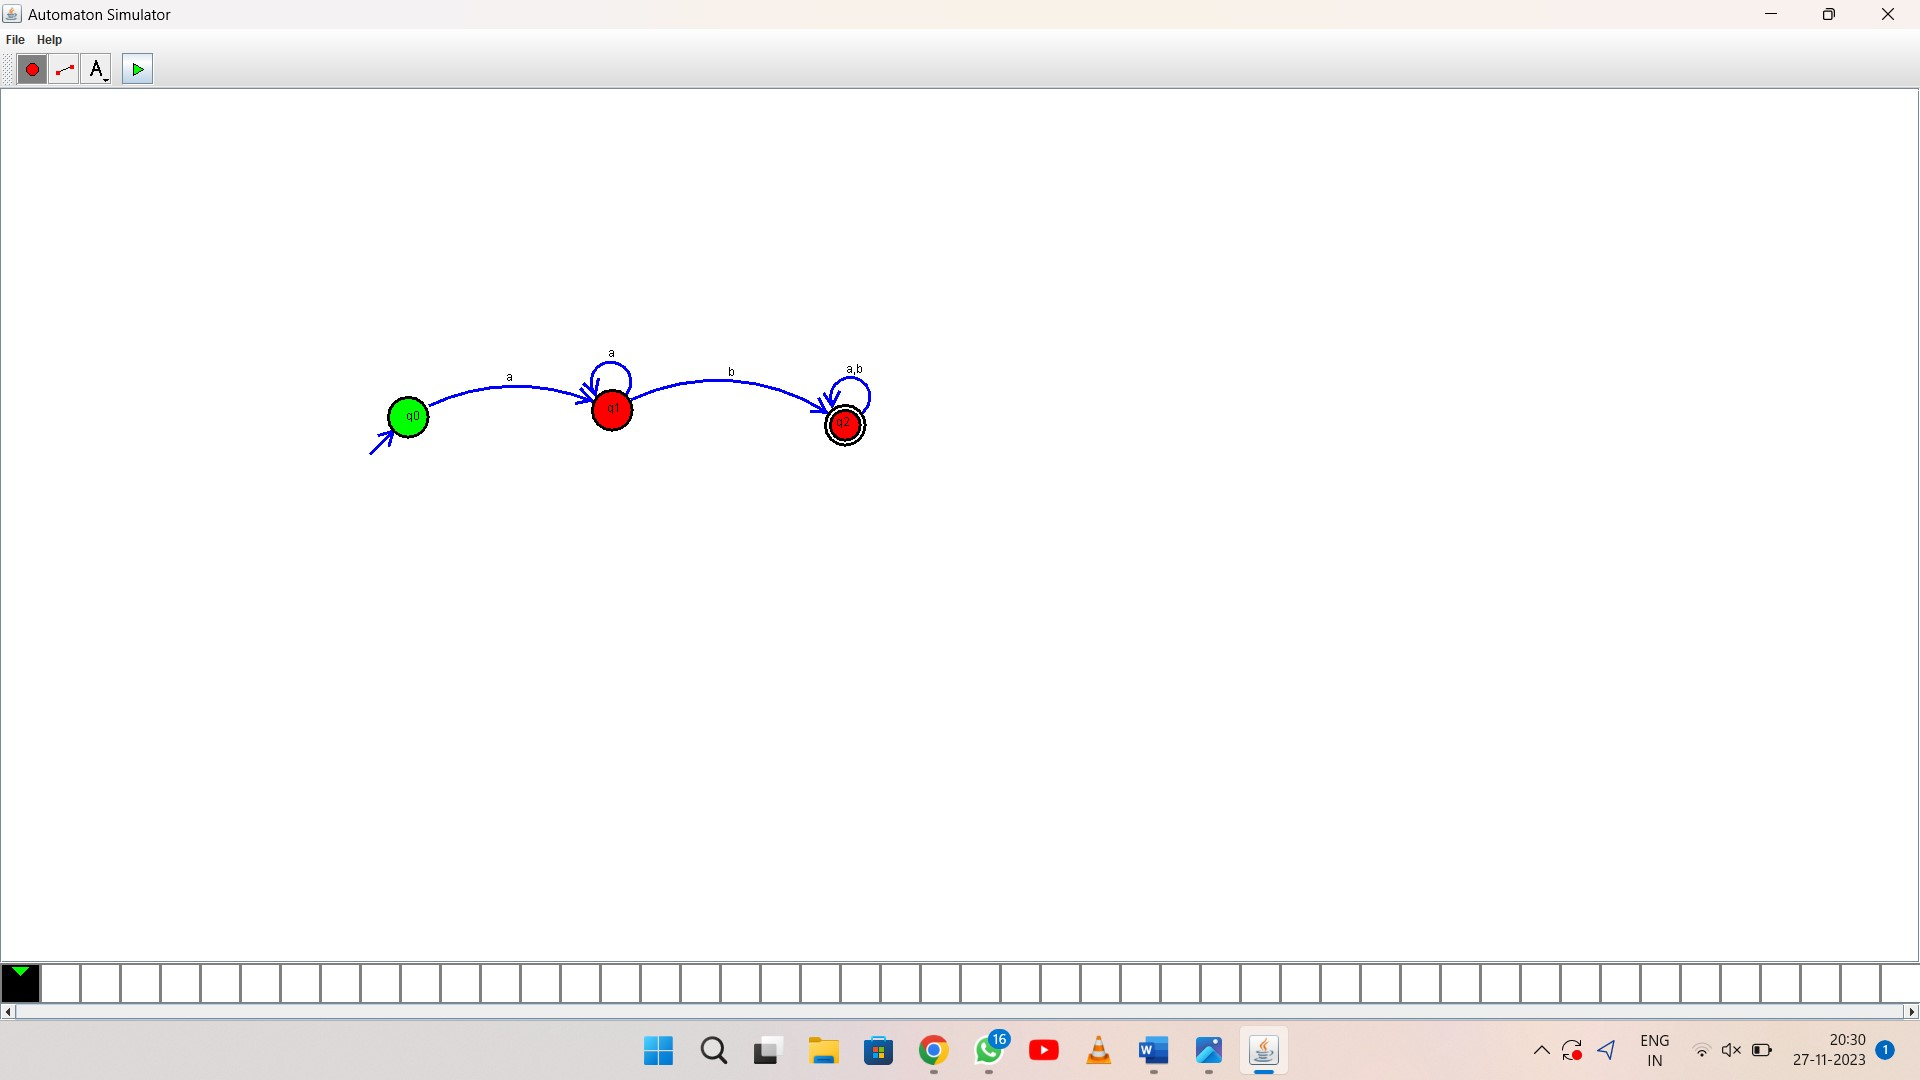 Automaton Simulator
File Help
A
a
a
b
a,b
q0
q1
q2
16
W
ENG
IN
20:30
27-11-2023
1